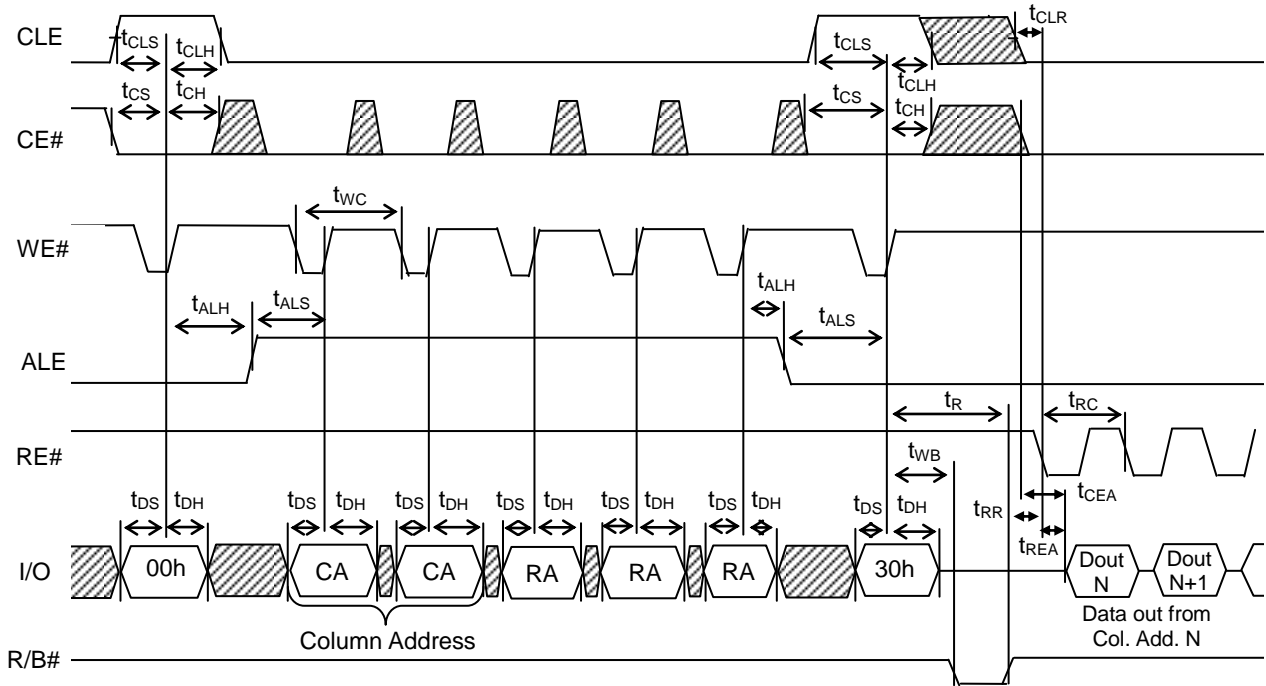 CLE
tCLS
tCLH
tCLS
tCLR
tCLH
CE#
tCS
tCH
tCS
tCH
WE#
tWC
ALE
tALH
tALS
tALH
tALS
RE#
tR
tRC
tWB
tCEA
tRR
tREA
tDS
tDH
tDS
tDH
tDS
tDH
tDS
tDH
tDS
tDH
tDS
tDH
tDS
tDH
I/O
00h
CA
CA
RA
RA
RA
30h
Dout
N
Dout
N+1
Column Address
Data out from
Col. Add. N
R/B#